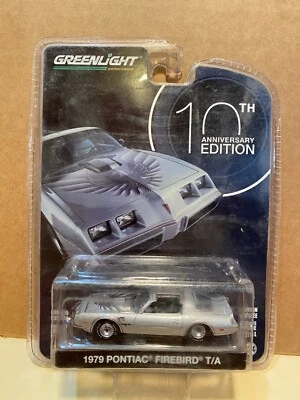 GREENLIGHT
10TH
ANNIVERSARY
EDITION
1979 PONTIAC® FIREBIRD® T/A